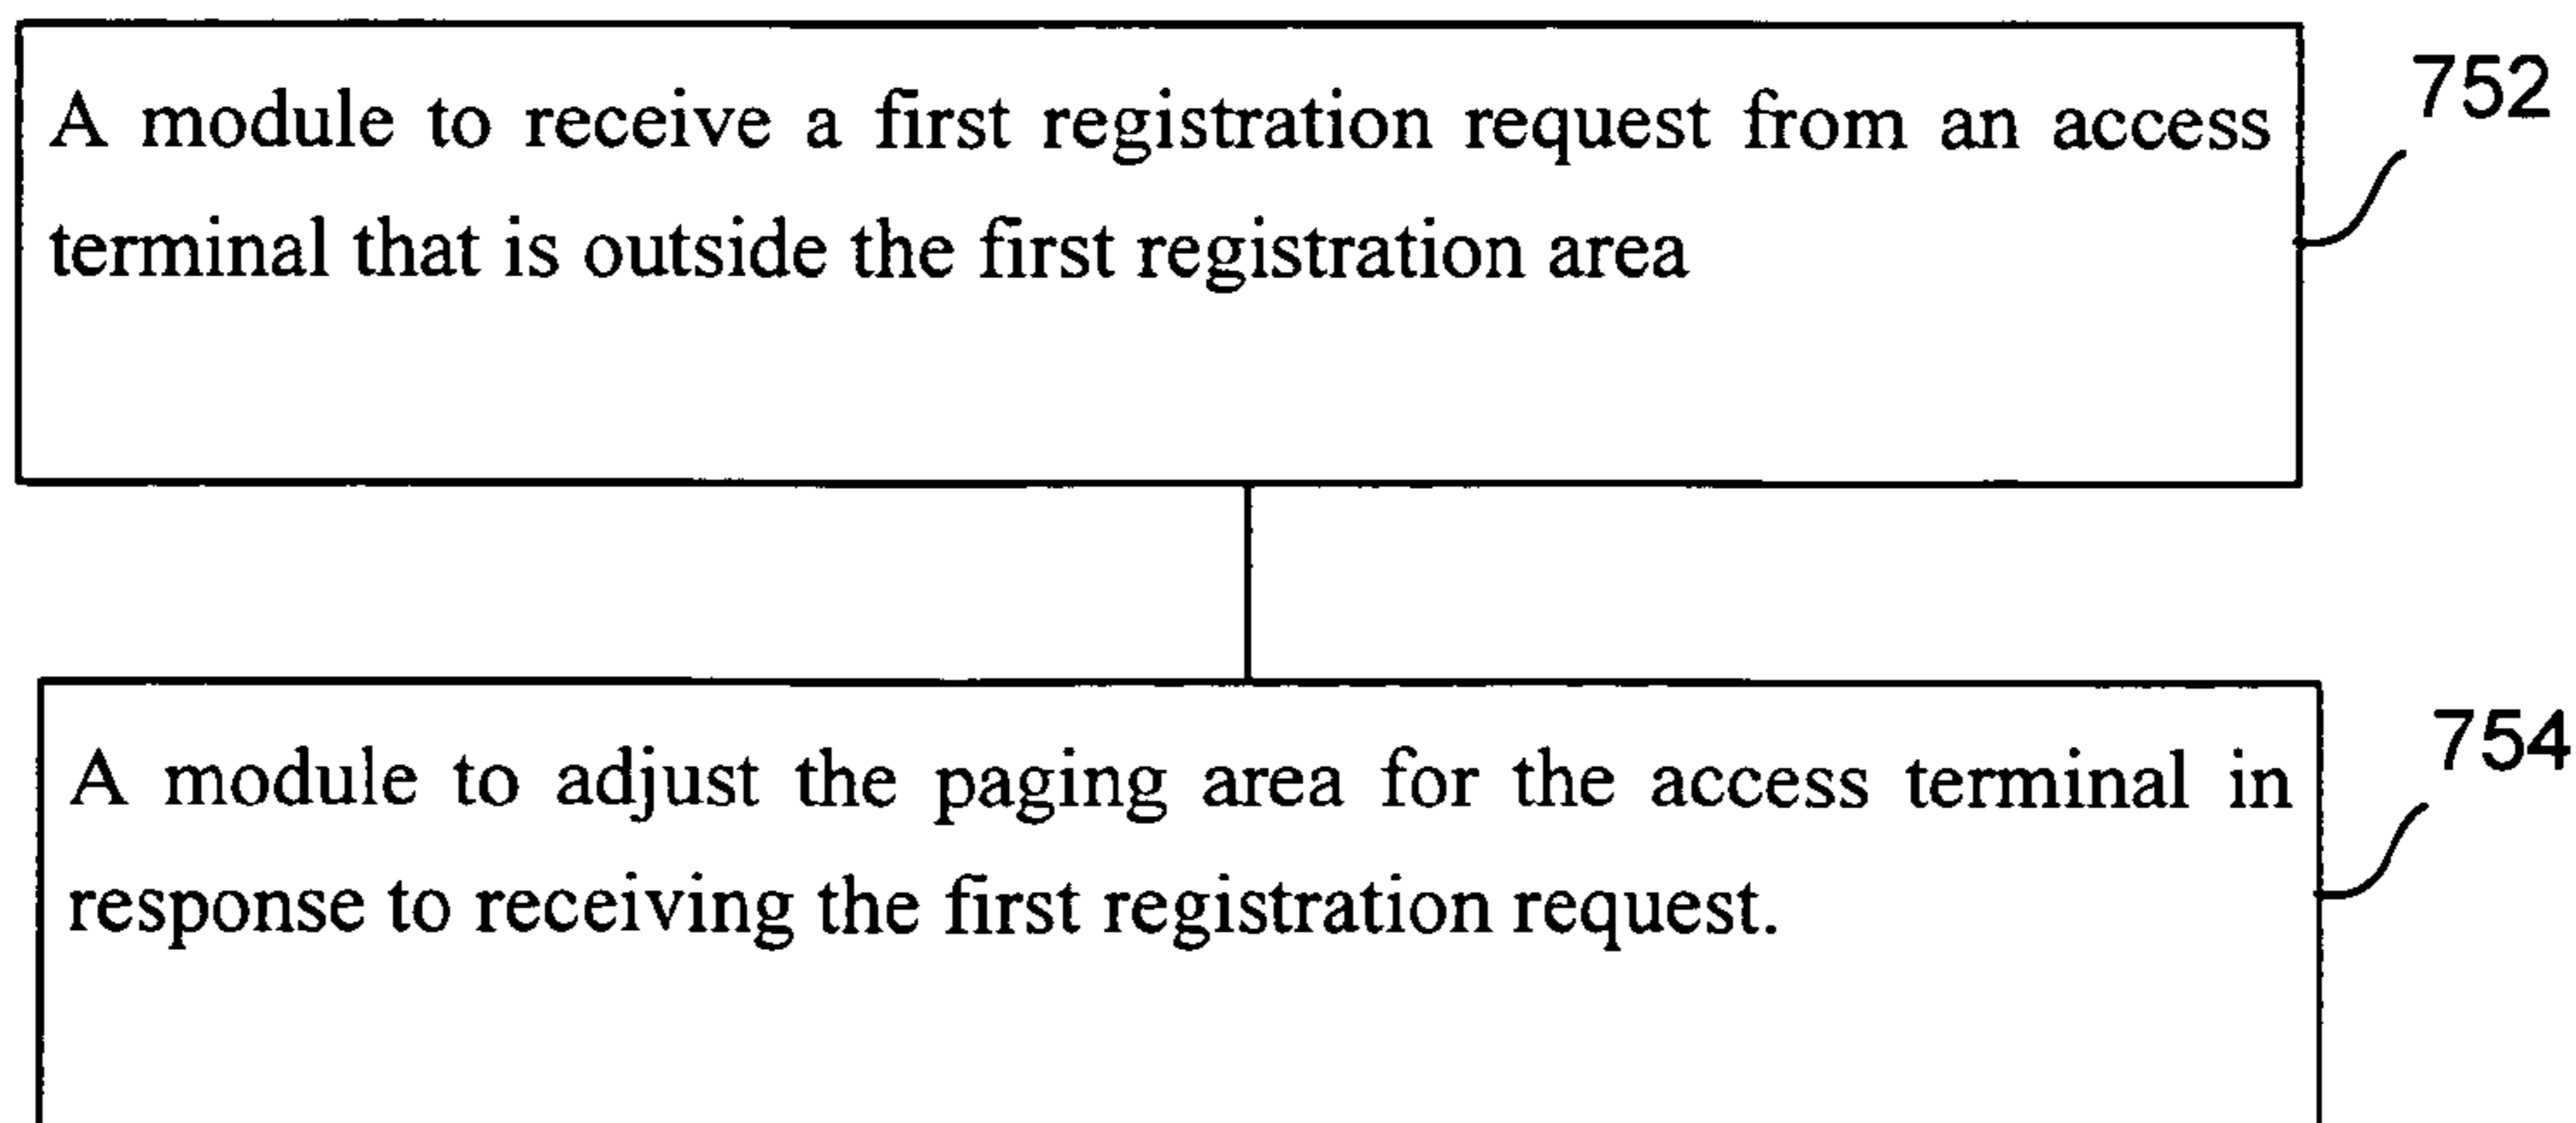 A module to receive a first registration request from an access
terminal that is outside the first registration area
752
A module to adjust the paging area for the access terminal in
response to receiving the first registration request.
754